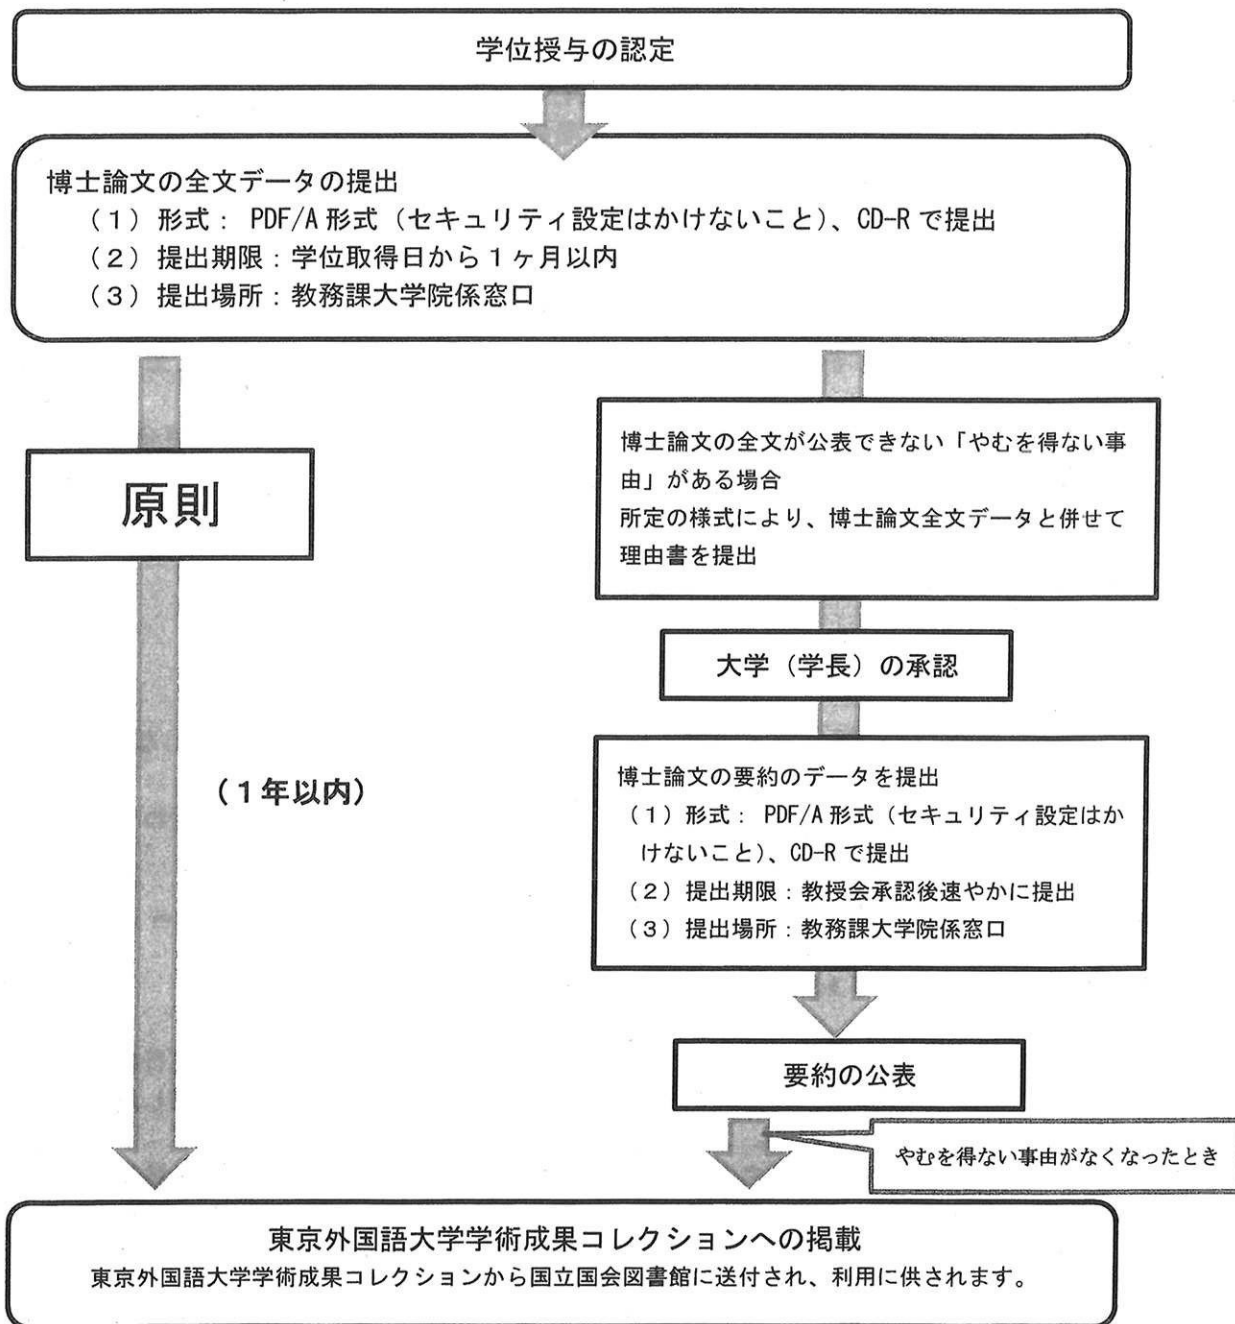 学位授与の認定
博士論文の全文データの提出
（１）形式： PDF/A 形式（セキュリティ設定はかけないこと）、CD-R で提出
（２）提出期限：学位取得日から１ヶ月以内
（３）提出場所：教務課大学院係窓口
原則
（１年以内）
博士論文の全文が公表できない「やむを得ない事
由」がある場合
所定の様式により、博士論文全文データと併せて
理由書を提出
大学（学長）の承認
博士論文の要約のデータを提出
（１）形式： PDF/A 形式（セキュリティ設定はか
けないこと）、CD-R で提出
（２）提出期限：教授会承認後速やかに提出
（３）提出場所：教務課大学院係窓口
要約の公表
やむを得ない事由がなくなったとき
東京外国語大学学術成果コレクションへの掲載
東京外国語大学学術成果コレクションから国立国会図書館に送付され、利用に供されます。